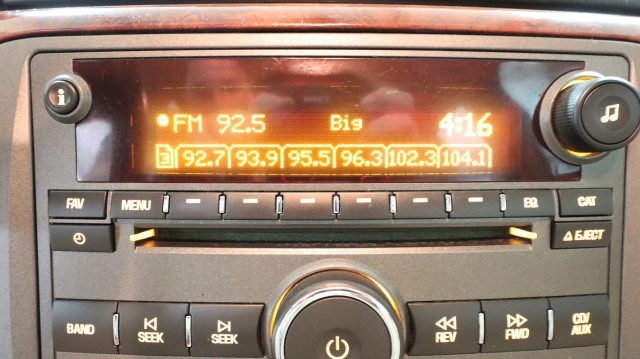 i
FM 92.5 Big 4:16
3 92.7 93.9 95.5 96.3 102.3 104.1
FAV MENU EQ CAT
EJECT
BAND SEEK SEEK REV FWD CD/
AUX